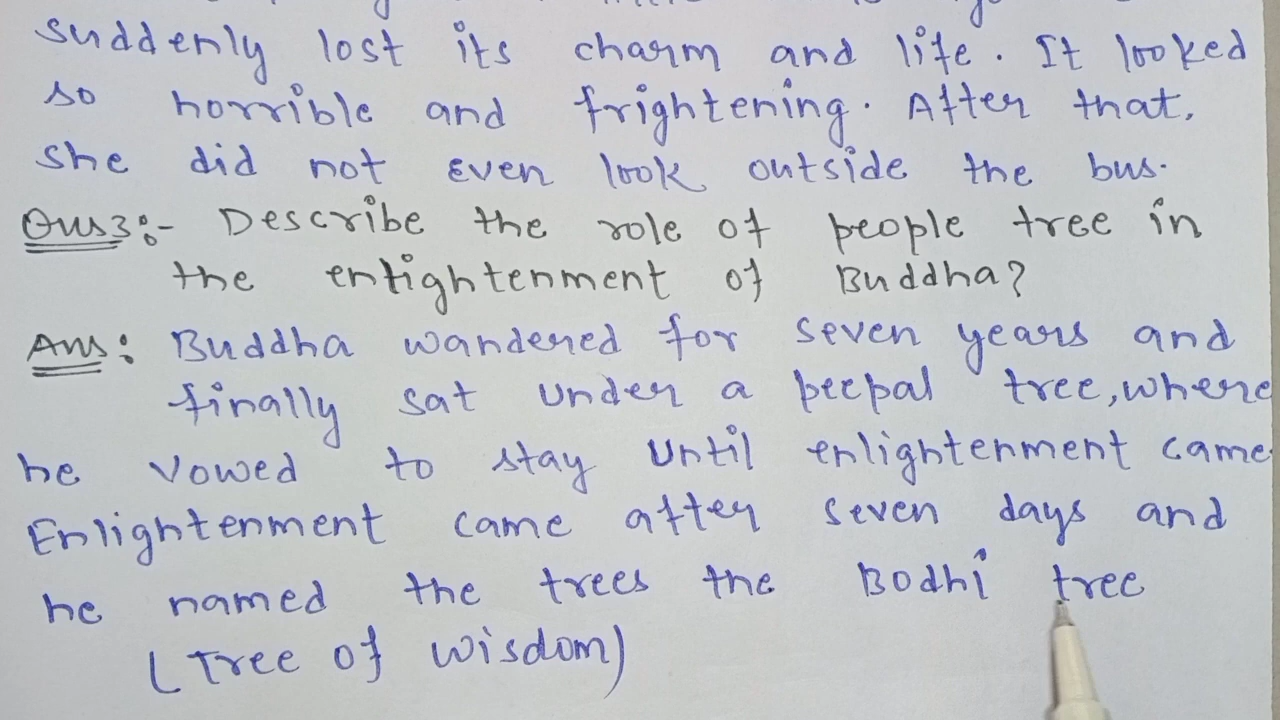 suddenly lost its charm and life. It looked
so horrible and frightening. After that,
she did not even look outside the bus.
Qus3:- Describe the role of people tree in
the enlightenment of Buddha?
Ans: Buddha wandered for seven years and
finally sat under a peepal tree, where
he vowed to stay until enlightenment came
Enlightenment came after seven days and
he named the trees the Bodhi tree
(Tree of wisdom)